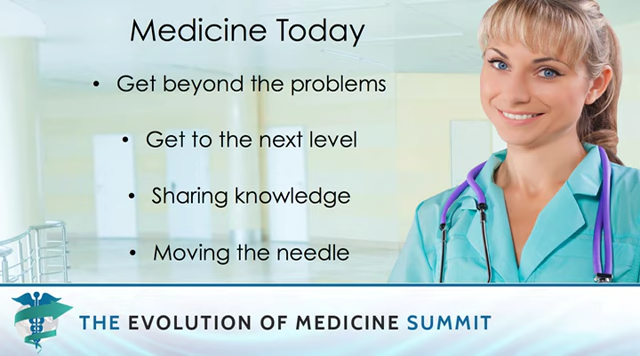 Medicine Today
• Get beyond the problems
• Get to the next level
• Sharing knowledge
• Moving the needle
THE EVOLUTION OF MEDICINE SUMMIT